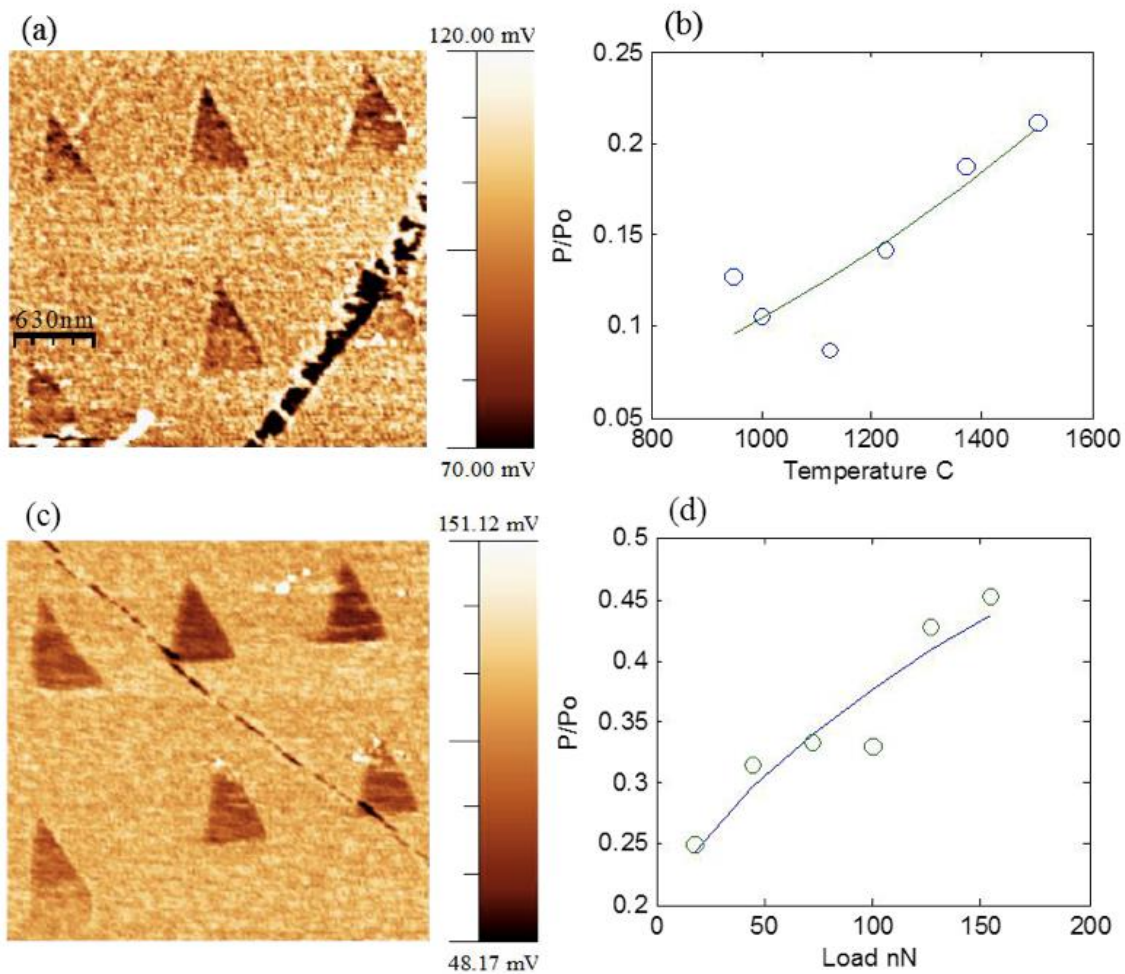 (a)
120.00 mV
630nm
70.00 mV
(b)
0.25
0.2
0.15
0.1
0.05
P/Po
800 1000 1200 1400 1600
Temperature C
(c)
151.12 mV
48.17 mV
(d)
0.5
0.45
0.4
0.35
0.3
0.25
0.2
P/Po
0 50 100 150 200
Load nN